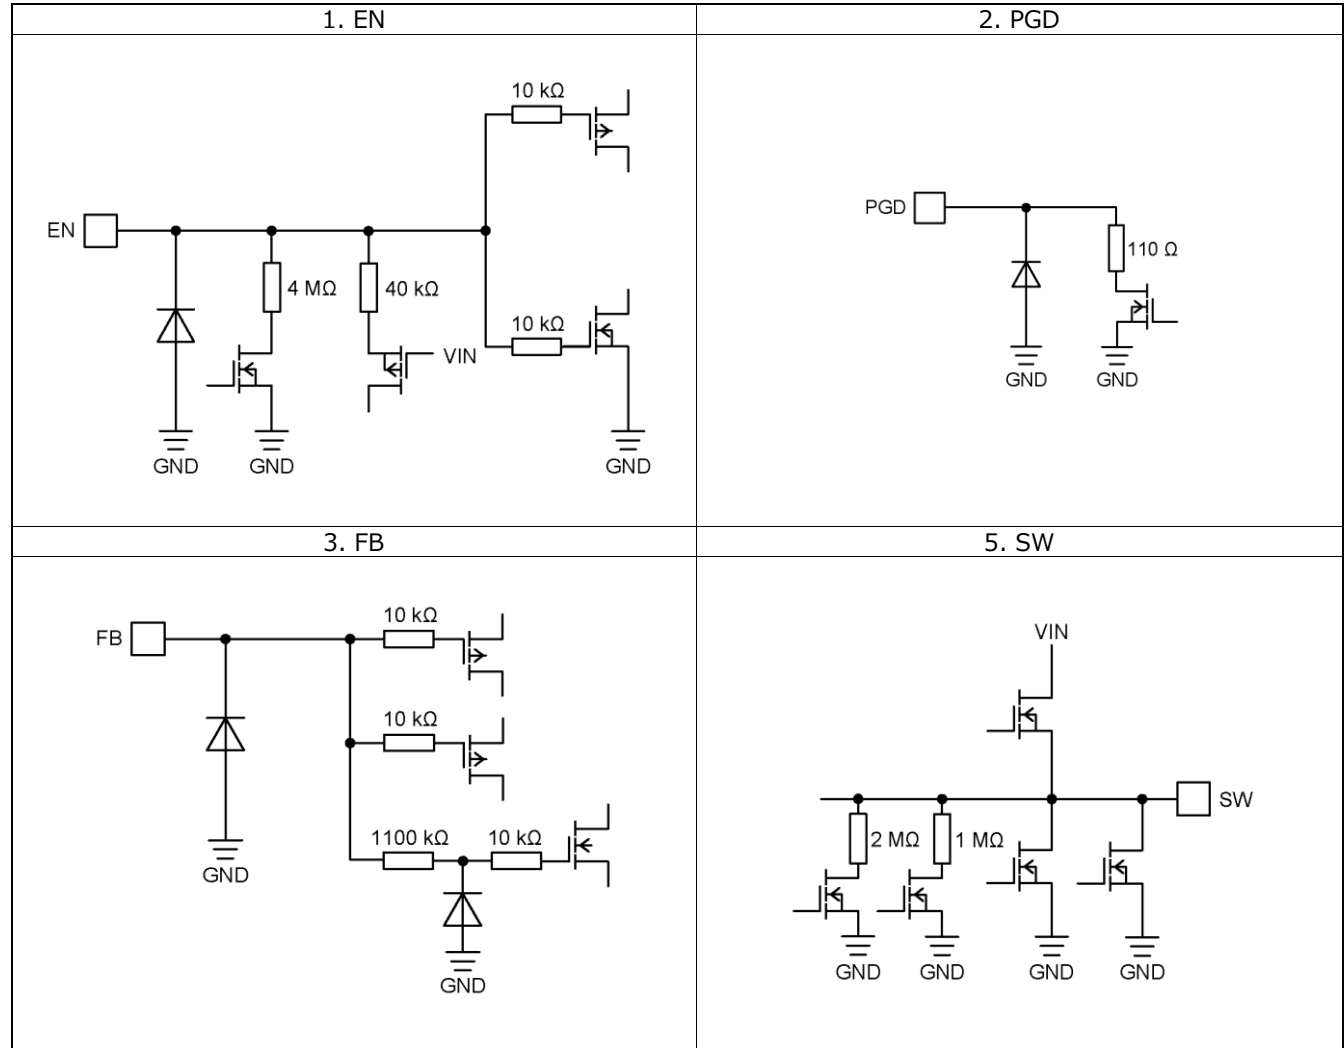 1. EN
2. PGD
10 kΩ
EN
4 MΩ
40 kΩ
10 kΩ
VIN
GND
GND
GND
PGD
110 Ω
GND
GND
3. FB
5. SW
10 kΩ
FB
10 kΩ
1100 kΩ
10 kΩ
GND
GND
VIN
SW
2 MΩ
1 MΩ
GND
GND
GND
GND